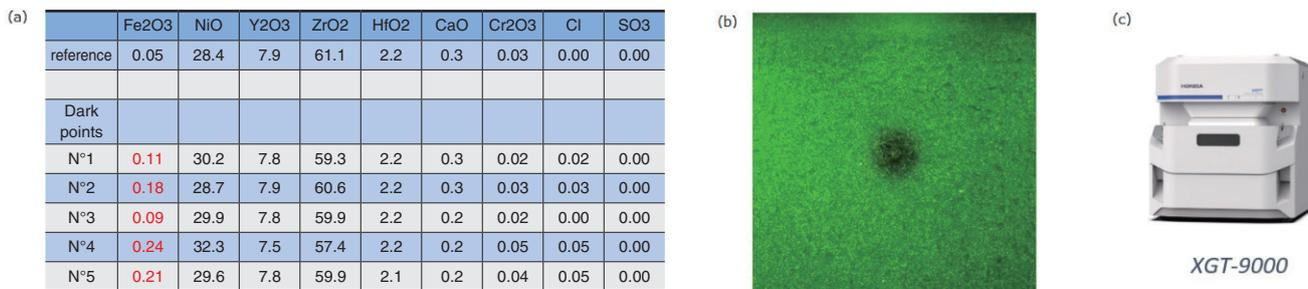 (a)
Fe2O3 NiO Y2O3 ZrO2 HfO2 CaO Cr2O3 Cl SO3
reference 0.05 28.4 7.9 61.1 2.2 0.3 0.03 0.00 0.00
Dark
points
N°1 0.11 30.2 7.8 59.3 2.2 0.3 0.02 0.02 0.00
N°2 0.18 28.7 7.9 60.6 2.2 0.3 0.03 0.03 0.00
N°3 0.09 29.9 7.8 59.9 2.2 0.2 0.02 0.00 0.00
N°4 0.24 32.3 7.5 57.4 2.2 0.2 0.05 0.05 0.00
N°5 0.21 29.6 7.8 59.9 2.1 0.2 0.04 0.05 0.00
(b)
(c)
HORIBA
XGT-9000